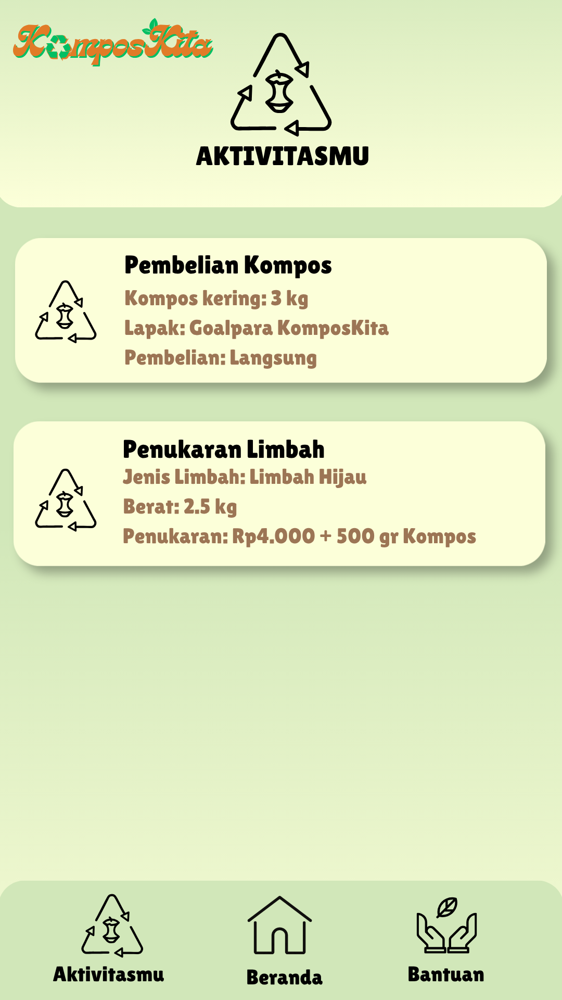 KomposKita
AKTIVITASMU
Pembelian Kompos
Kompos kering: 3 kg
Lapak: Goalpara KomposKita
Pembelian: Langsung
Penukaran Limbah
Jenis Limbah: Limbah Hijau
Berat: 2.5 kg
Penukaran: Rp4.000 + 500 gr Kompos
Aktivitasmu
Beranda
Bantuan